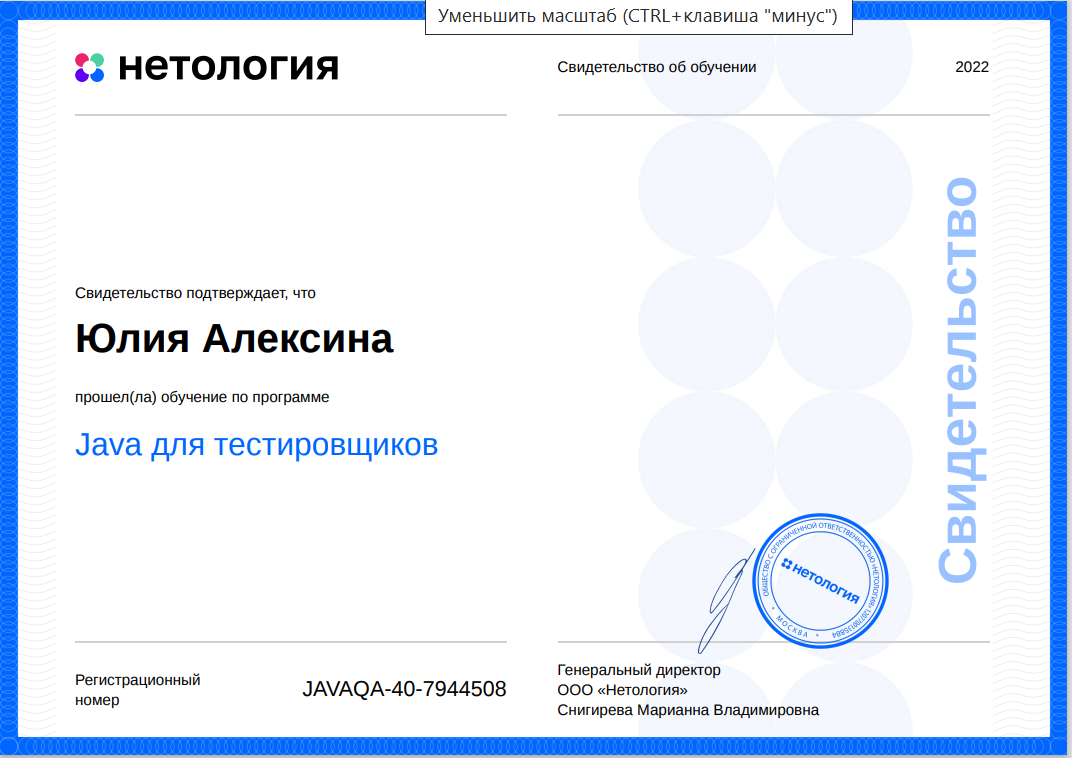 Уменьшить масштаб (CTRL+клавиша "минус")
нетология
Свидетельство об обучении
2022
Свидетельство подтверждает, что
Юлия Алексина
прошел(ла) обучение по программе
Java для тестировщиков
Свидетельство
ОБЩЕСТВО С ОГРАНИЧЕННОЙ ОТВЕТСТВЕННОСТЬЮ «НЕТОЛОГИЯ»
* МОСКВА *
нетология
Регистрационный
номер
JAVAQA-40-7944508
Генеральный директор
ООО «Нетология»
Снигирева Марианна Владимировна